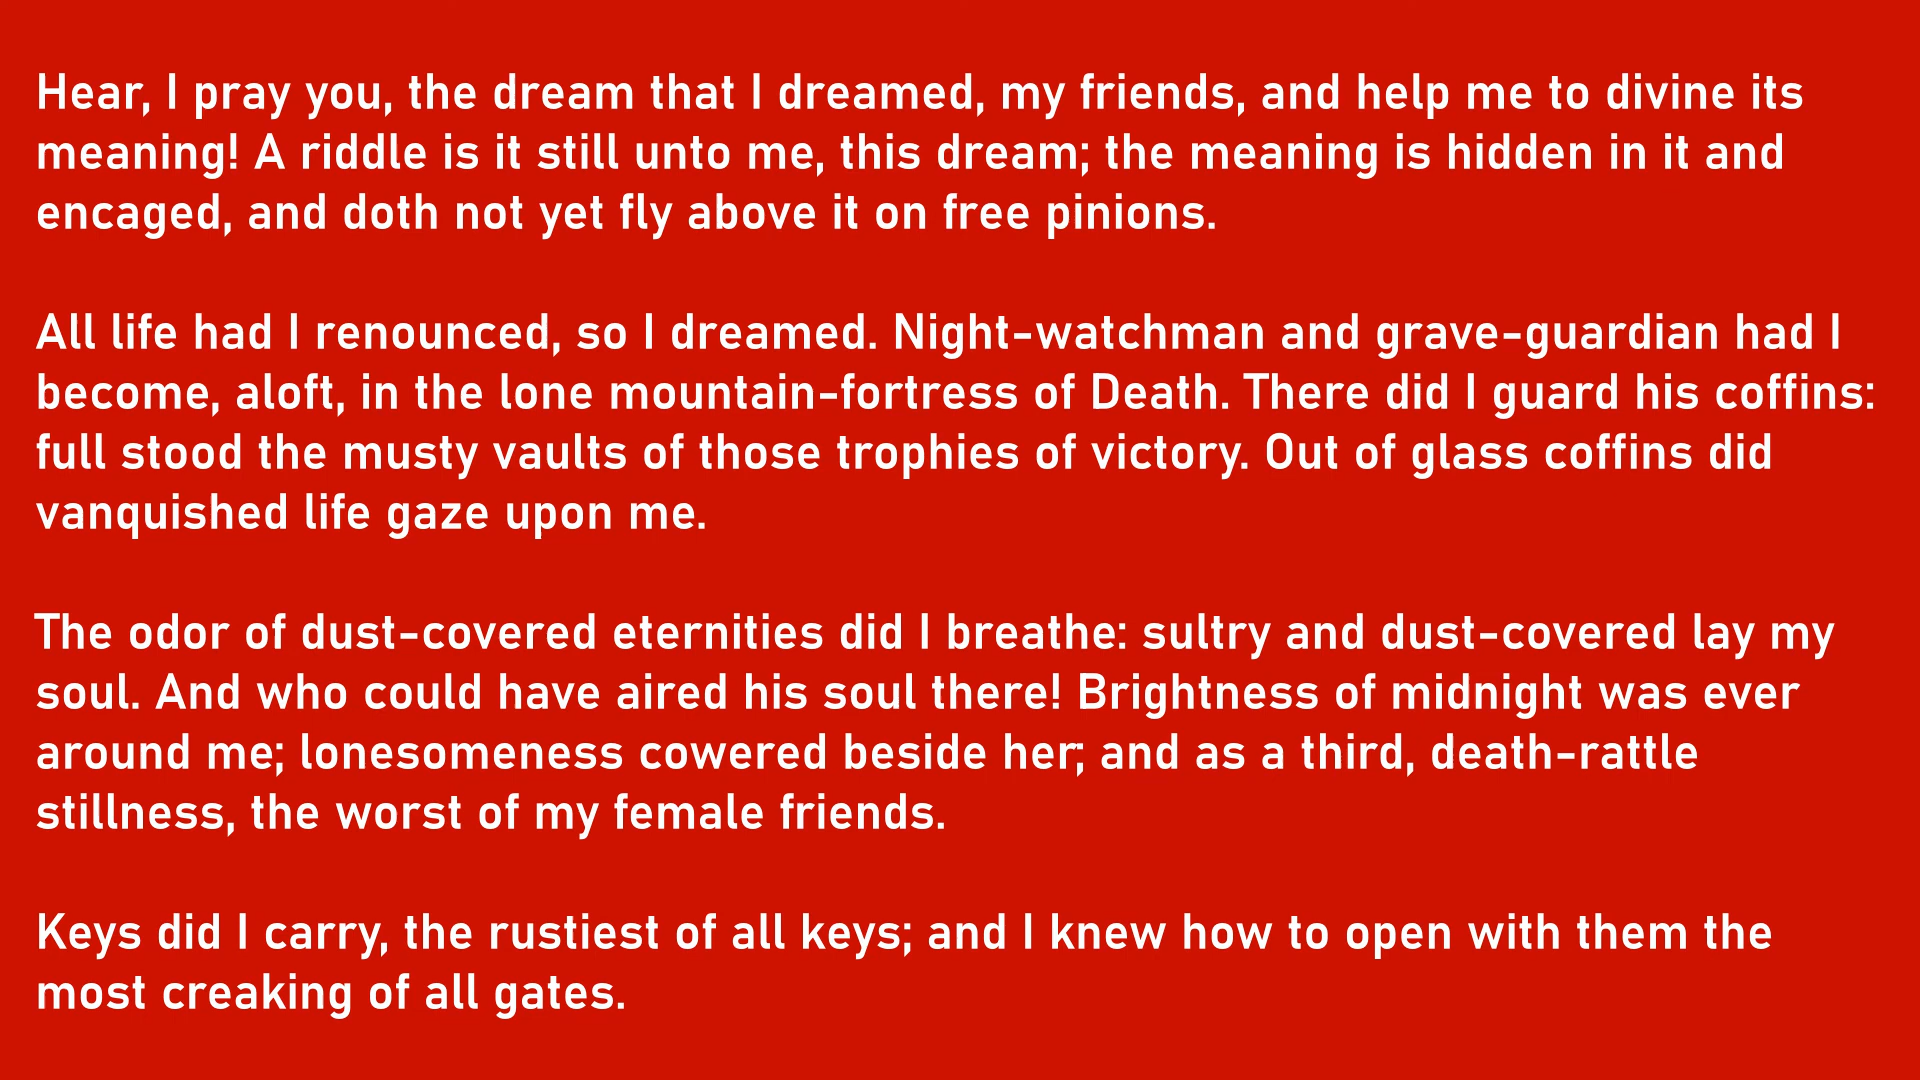 Hear, I pray you, the dream that I dreamed, my friends, and help me to divine its
meaning! A riddle is it still unto me, this dream; the meaning is hidden in it and
encaged, and doth not yet fly above it on free pinions.
All life had I renounced, so I dreamed. Night-watchman and grave-guardian had I
become, aloft, in the lone mountain-fortress of Death. There did I guard his coffins:
full stood the musty vaults of those trophies of victory. Out of glass coffins did
vanquished life gaze upon me.
The odor of dust-covered eternities did I breathe: sultry and dust-covered lay my
soul. And who could have aired his soul there! Brightness of midnight was ever
around me; lonesomeness cowered beside her; and as a third, death-rattle
stillness, the worst of my female friends.
Keys did I carry, the rustiest of all keys; and I knew how to open with them the
most creaking of all gates.